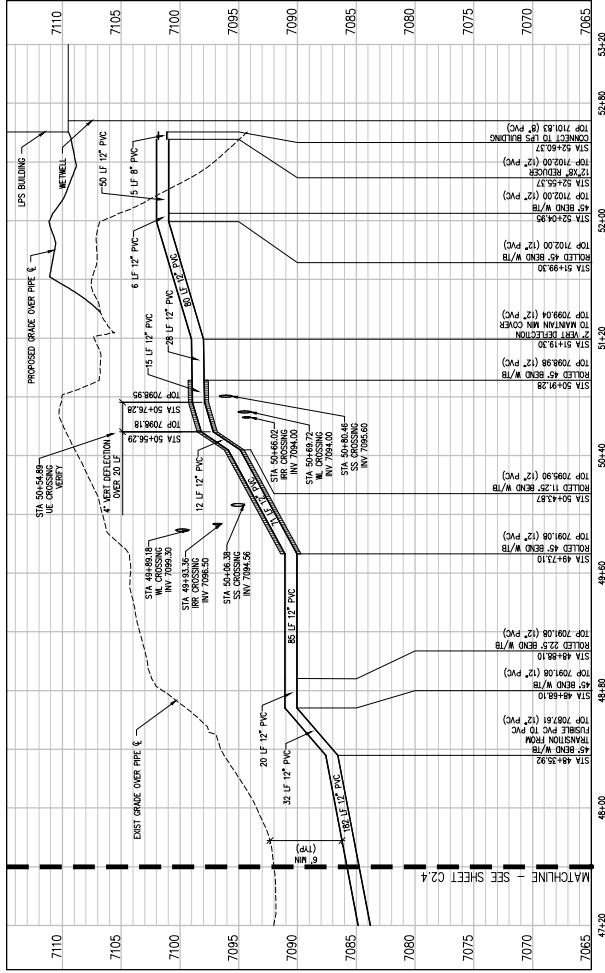 7110
7105
7100
7095
7090
7085
7080
7075
7070
7065
7110
7105
7100
7095
7090
7085
7080
7075
7070
7065
47+20
48+00
48+80
49+60
50+40
51+20
52+00
52+80
53+20
MATCHLINE - SEE SHEET C2.4
6' MIN
(TYP)
EXIST GRADE OVER PIPE ℄
PROPOSED GRADE OVER PIPE ℄
LPS BUILDING
WETWELL
182 LF 12" PVC
32 LF 12" PVC
20 LF 12" PVC
85 LF 12" PVC
71 LF 12" PVC
12 LF 12" PVC
15 LF 12" PVC
28 LF 12" PVC
80 LF 12" PVC
6 LF 12" PVC
50 LF 12" PVC
5 LF 8" PVC
STA 49+89.18
WL CROSSING
INV 7099.30
STA 49+93.36
IRR CROSSING
INV 7096.50
STA 50+06.38
SS CROSSING
INV 7094.56
STA 50+54.89
UE CROSSING
VERIFY
4" VERT DEFLECTION
OVER 20 LF
STA 50+56.29
TOP 7098.18
STA 50+76.28
TOP 7098.95
STA 50+66.02
IRR CROSSING
INV 7094.00
STA 50+69.72
WL CROSSING
INV 7094.00
STA 50+80.46
SS CROSSING
INV 7095.60
STA 48+35.92
45° BEND W/TB
TRANSITION FROM
FUSIBLE PVC TO PVC
TOP 7087.61 (12" PVC)
STA 48+68.10
45° BEND W/TB
TOP 7091.08 (12" PVC)
STA 48+88.10
ROLLED 22.5° BEND W/TB
TOP 7091.08 (12" PVC)
STA 49+73.10
ROLLED 45° BEND W/TB
TOP 7091.08 (12" PVC)
STA 50+43.87
ROLLED 11.25° BEND W/TB
TOP 7095.90 (12" PVC)
STA 50+91.28
ROLLED 45° BEND W/TB
TOP 7098.98 (12" PVC)
STA 51+19.30
2" VERT DEFLECTION
TO MAINTAIN MIN COVER
TOP 7099.04 (12" PVC)
STA 51+99.30
ROLLED 45° BEND W/TB
TOP 7102.00 (12" PVC)
STA 52+04.95
45° BEND W/TB
TOP 7102.00 (12" PVC)
STA 52+55.37
12"X8" REDUCER
TOP 7102.00 (12" PVC)
STA 52+60.37
CONNECT TO LPS BUILDING
TOP 7101.83 (8" PVC)